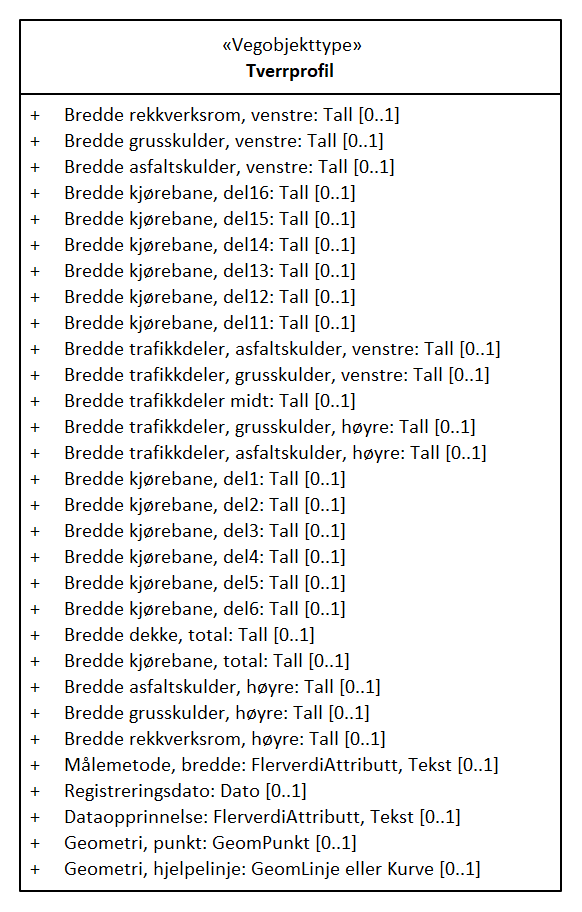 «Vegobjekttype»
Tverrprofil
+ Bredde rekkverksrom, venstre: Tall [0..1]
+ Bredde grusskulder, venstre: Tall [0..1]
+ Bredde asfaltskulder, venstre: Tall [0..1]
+ Bredde kjørebane, del16: Tall [0..1]
+ Bredde kjørebane, del15: Tall [0..1]
+ Bredde kjørebane, del14: Tall [0..1]
+ Bredde kjørebane, del13: Tall [0..1]
+ Bredde kjørebane, del12: Tall [0..1]
+ Bredde kjørebane, del11: Tall [0..1]
+ Bredde trafikkdeler, asfaltskulder, venstre: Tall [0..1]
+ Bredde trafikkdeler, grusskulder, venstre: Tall [0..1]
+ Bredde trafikkdeler midt: Tall [0..1]
+ Bredde trafikkdeler, grusskulder, høyre: Tall [0..1]
+ Bredde trafikkdeler, asfaltskulder, høyre: Tall [0..1]
+ Bredde kjørebane, del1: Tall [0..1]
+ Bredde kjørebane, del2: Tall [0..1]
+ Bredde kjørebane, del3: Tall [0..1]
+ Bredde kjørebane, del4: Tall [0..1]
+ Bredde kjørebane, del5: Tall [0..1]
+ Bredde kjørebane, del6: Tall [0..1]
+ Bredde dekke, total: Tall [0..1]
+ Bredde kjørebane, total: Tall [0..1]
+ Bredde asfaltskulder, høyre: Tall [0..1]
+ Bredde grusskulder, høyre: Tall [0..1]
+ Bredde rekkverksrom, høyre: Tall [0..1]
+ Målemetode, bredde: FlerverdiAttributt, Tekst [0..1]
+ Registreringsdato: Dato [0..1]
+ Dataopprinnelse: FlerverdiAttributt, Tekst [0..1]
+ Geometri, punkt: GeomPunkt [0..1]
+ Geometri, hjelpelinje: GeomLinje eller Kurve [0..1]